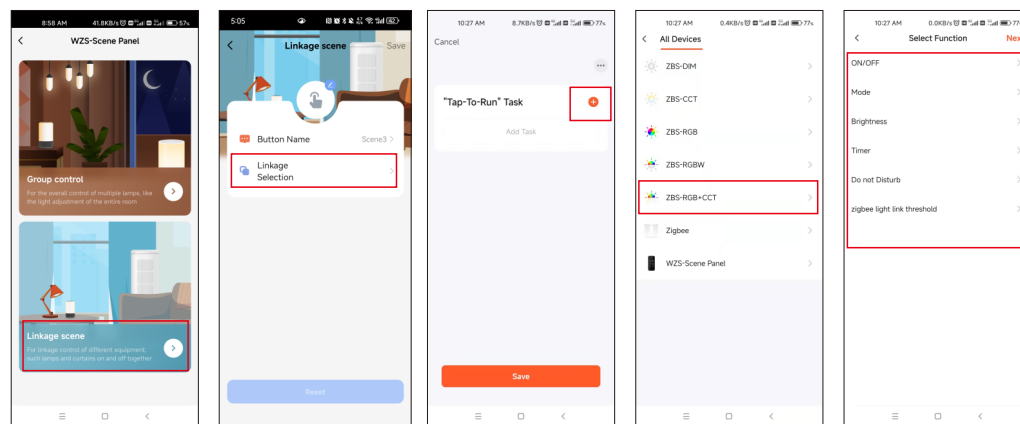 8:58 AM 41.8KB/s 57%
WZS-Scene Panel
Group control
For the overall control of multiple lamps, like
the light adjustment of the entire room
Linkage scene
For linkage control of different equipment,
such lamps and curtains on and off together
5:05 62
Linkage scene Save
Button Name Scene3
Linkage
Selection
Reset
10:27 AM 8.7KB/s 77%
Cancel
"Tap-To-Run" Task
Add Task
Save
10:27 AM 0.4KB/s 77%
All Devices
ZBS-DIM
ZBS-CCT
ZBS-RGB
ZBS-RGBW
ZBS-RGB+CCT
Zigbee
WZS-Scene Panel
10:27 AM 0.0KB/s 77%
Select Function Nex
ON/OFF
Mode
Brightness
Timer
Do not Disturb
zigbee light link threshold